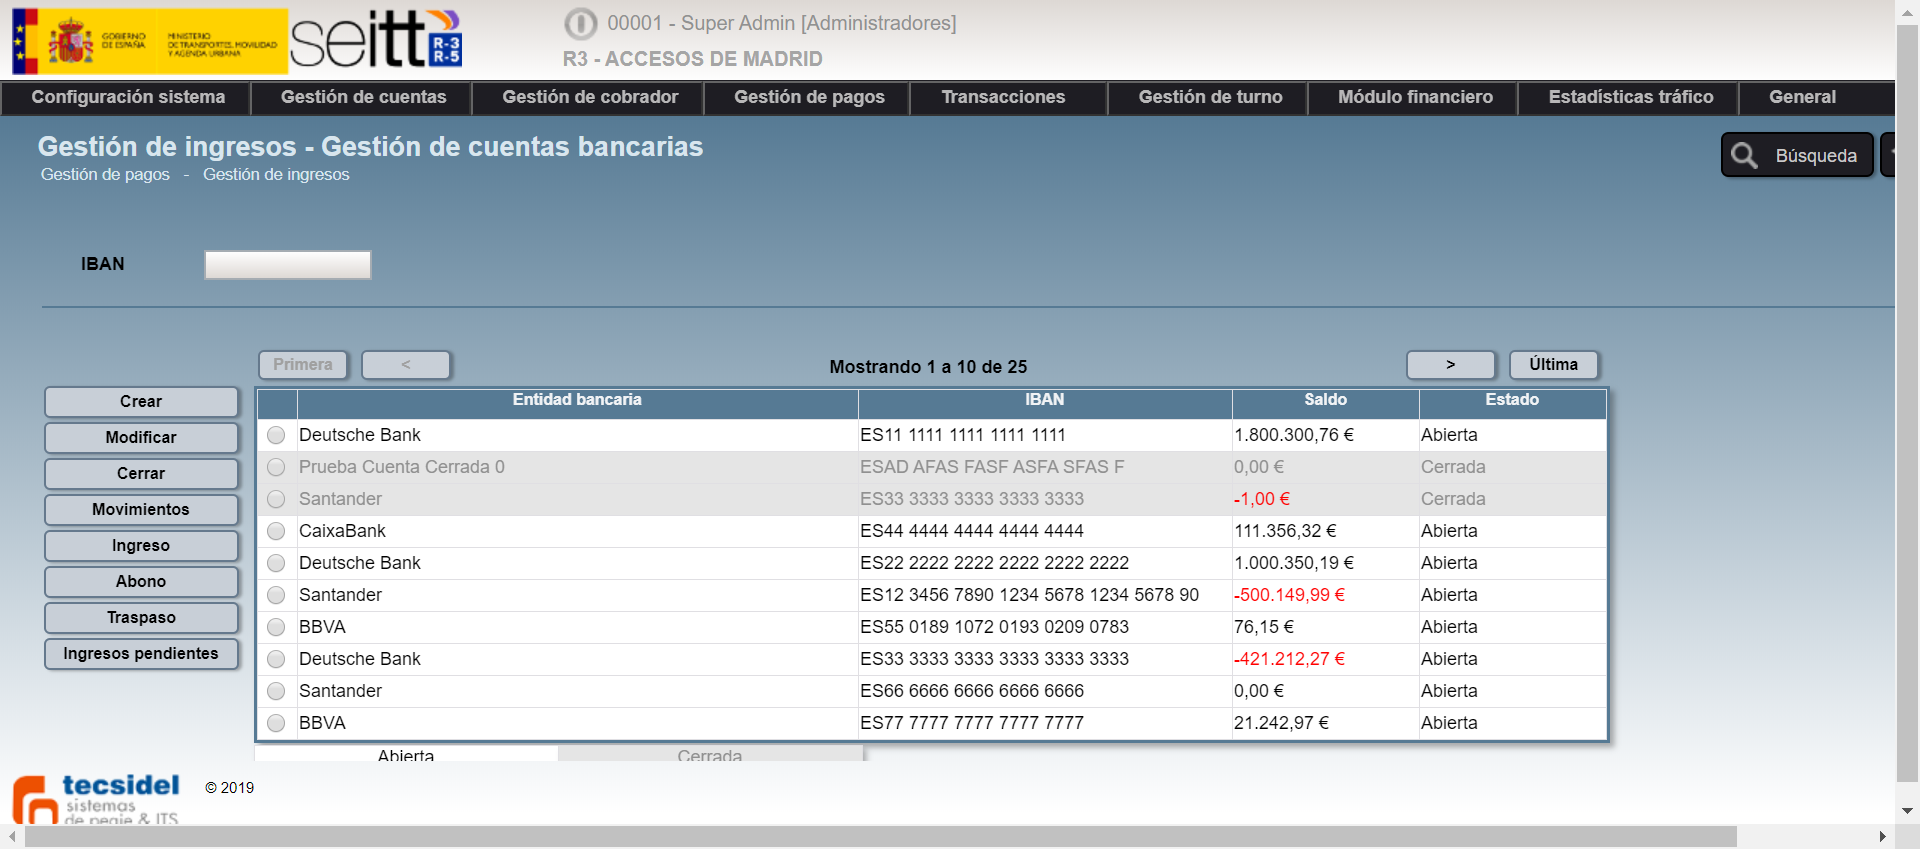 GOBIERNO
DE ESPAÑA
MINISTERIO
DE TRANSPORTES, MOVILIDAD
Y AGENDA URBANA
seitt
R-3
R-5
00001 - Super Admin [Administradores]
R3 - ACCESOS DE MADRID
Configuración sistema
Gestión de cuentas
Gestión de cobrador
Gestión de pagos
Transacciones
Gestión de turno
Módulo financiero
Estadísticas tráfico
General
Gestión de ingresos - Gestión de cuentas bancarias
Gestión de pagos - Gestión de ingresos
Búsqueda
IBAN
Primera
<
Mostrando 1 a 10 de 25
>
Última
Crear
Modificar
Cerrar
Movimientos
Ingreso
Abono
Traspaso
Ingresos pendientes
Entidad bancaria IBAN Saldo Estado
Deutsche Bank ES11 1111 1111 1111 1111 1.800.300,76 € Abierta
Prueba Cuenta Cerrada 0 ESAD AFAS FASF ASFA SFAS F 0,00 € Cerrada
Santander ES33 3333 3333 3333 3333 -1,00 € Cerrada
CaixaBank ES44 4444 4444 4444 4444 111.356,32 € Abierta
Deutsche Bank ES22 2222 2222 2222 2222 2222 1.000.350,19 € Abierta
Santander ES12 3456 7890 1234 5678 1234 5678 90 -500.149,99 € Abierta
BBVA ES55 0189 1072 0193 0209 0783 76,15 € Abierta
Deutsche Bank ES33 3333 3333 3333 3333 3333 -421.212,27 € Abierta
Santander ES66 6666 6666 6666 6666 0,00 € Abierta
BBVA ES77 7777 7777 7777 7777 21.242,97 € Abierta
Abierta Cerrada
tecsidel
sistemas
de peaje & ITS
© 2019